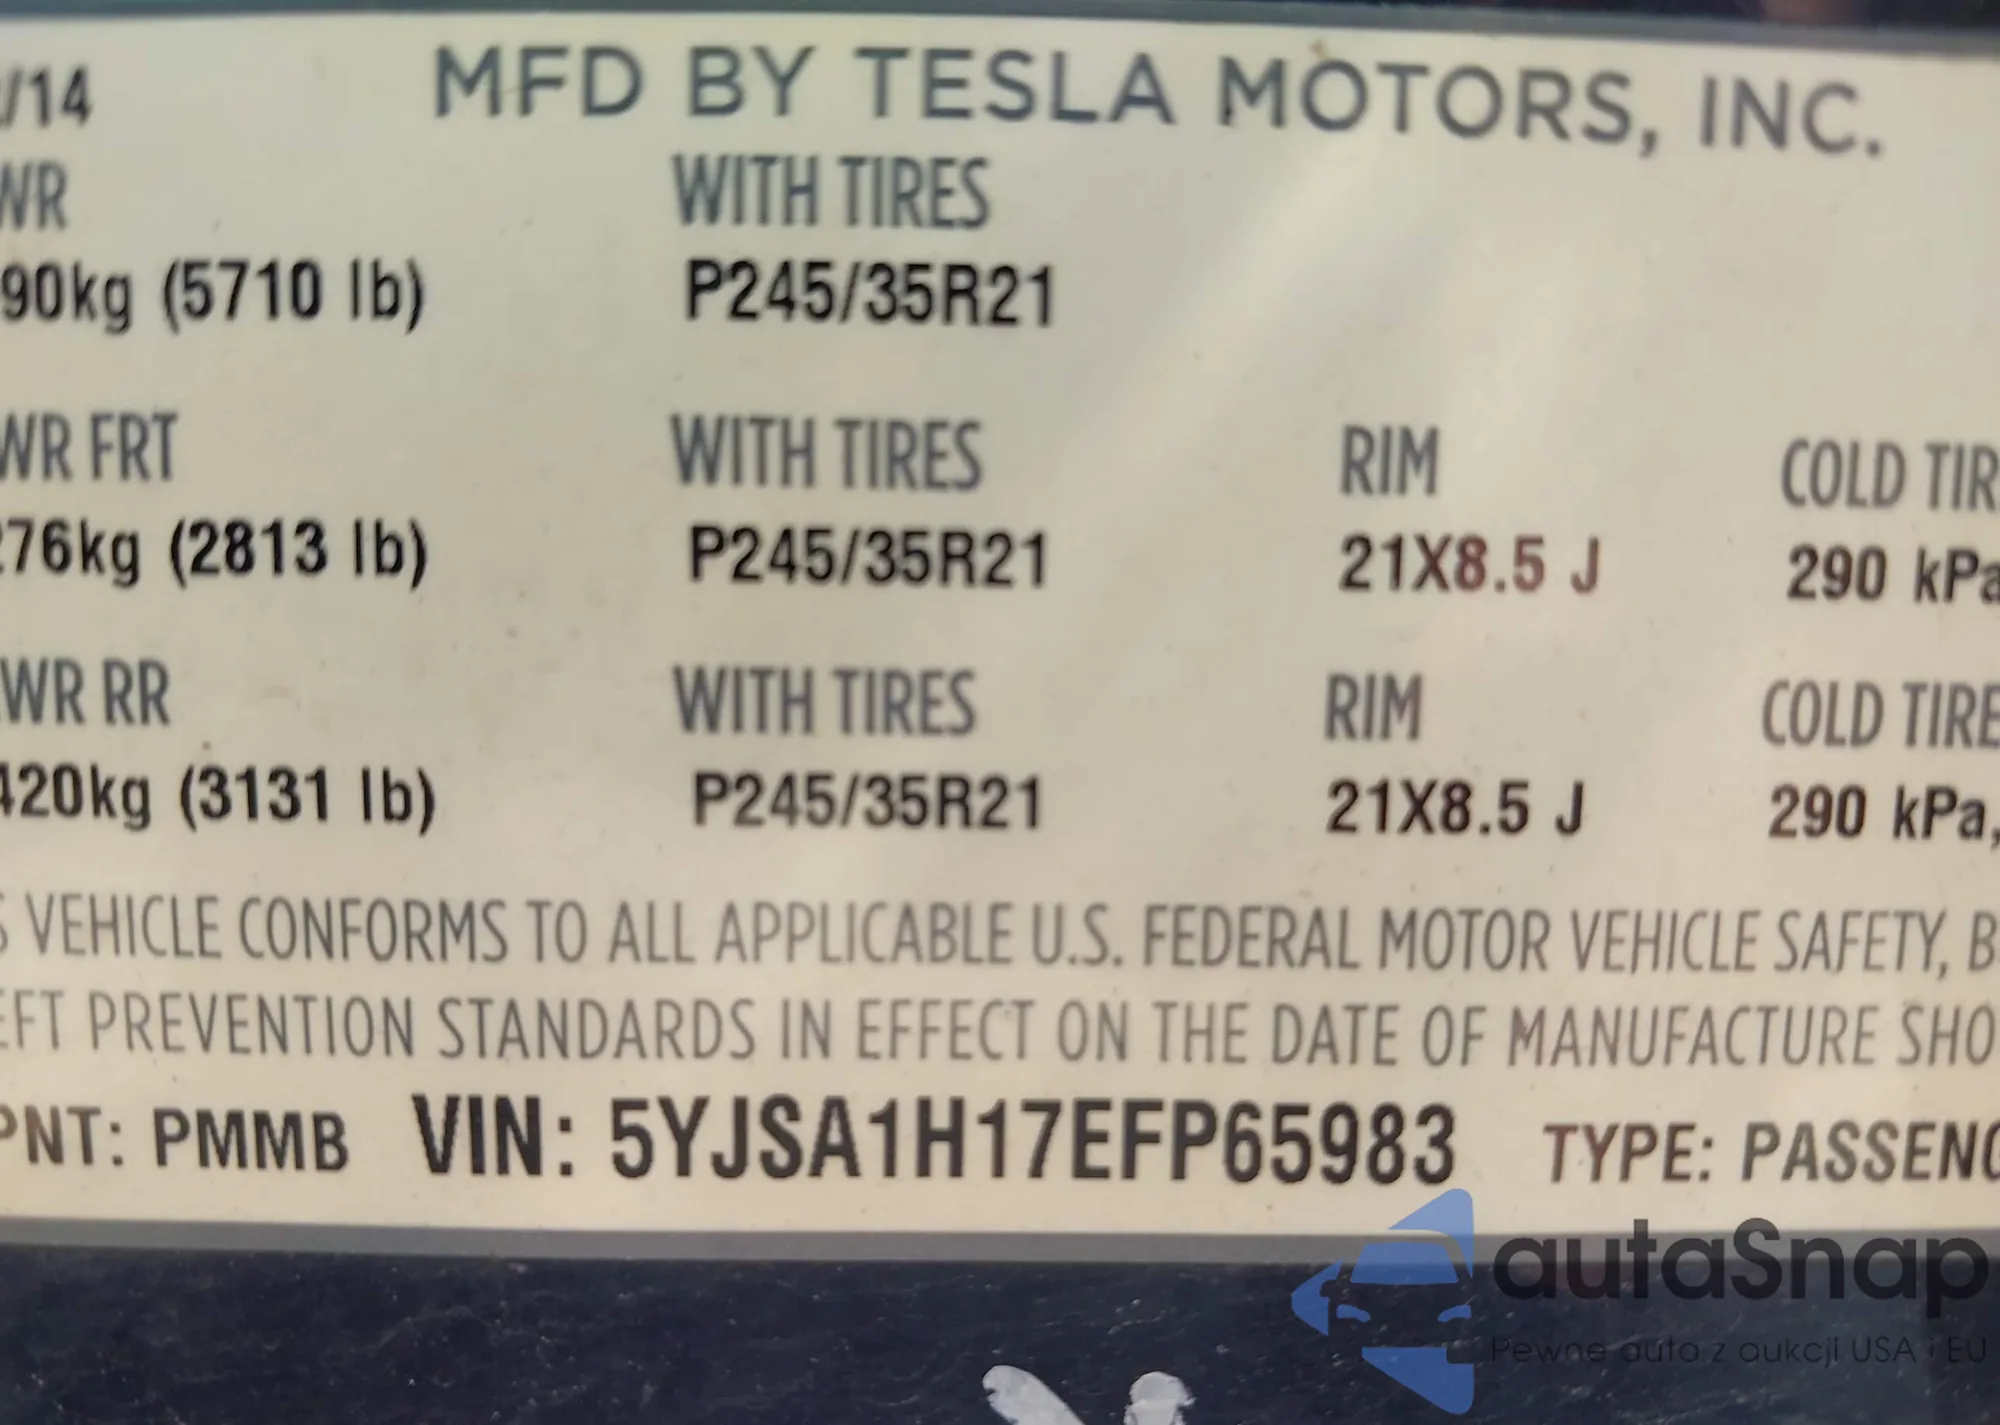 /14 MFD BY TESLA MOTORS, INC.
WR WITH TIRES
90kg (5710 lb) P245/35R21
WR FRT WITH TIRES RIM COLD TIR
276kg (2813 lb) P245/35R21 21X8.5 J 290 kPa
WR RR WITH TIRES RIM COLD TIRE
420kg (3131 lb) P245/35R21 21X8.5 J 290 kPa,
S VEHICLE CONFORMS TO ALL APPLICABLE U.S. FEDERAL MOTOR VEHICLE SAFETY, B
EFT PREVENTION STANDARDS IN EFFECT ON THE DATE OF MANUFACTURE SHO
PNT: PMMB VIN: 5YJSA1H17EFP65983 TYPE: PASSENG
autaSnap
Pewne auta z aukcji USA i EU